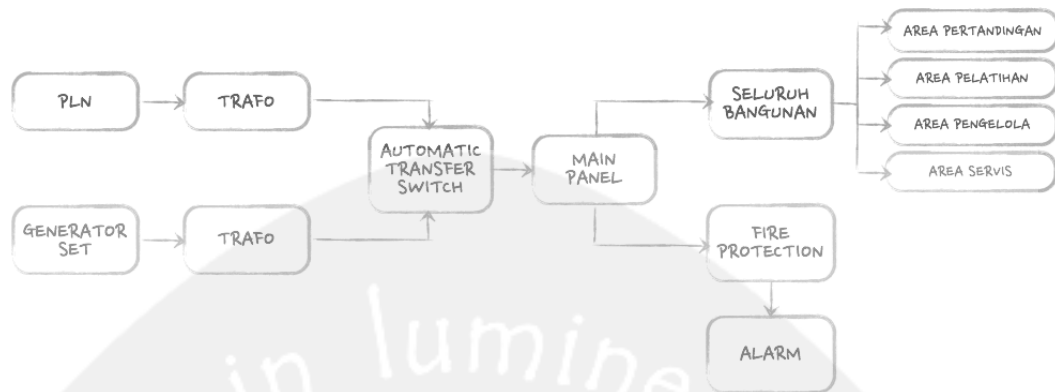 PLN
TRAFO
AUTOMATIC
TRANSFER
SWITCH
GENERATOR
SET
TRAFO
MAIN
PANEL
SELURUH
BANGUNAN
AREA PERTANDINGAN
AREA PELATIHAN
AREA PENGELOLA
AREA SERVIS
FIRE
PROTECTION
ALARM
in lumine